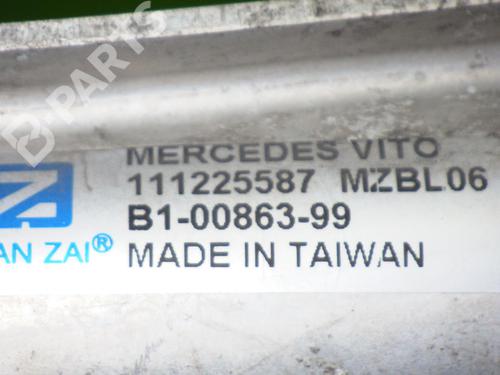 B-PARTS
MERCEDES VITO
111225587 MZBL06
B1-00863-99
AN ZAI®
MADE IN TAIWAN